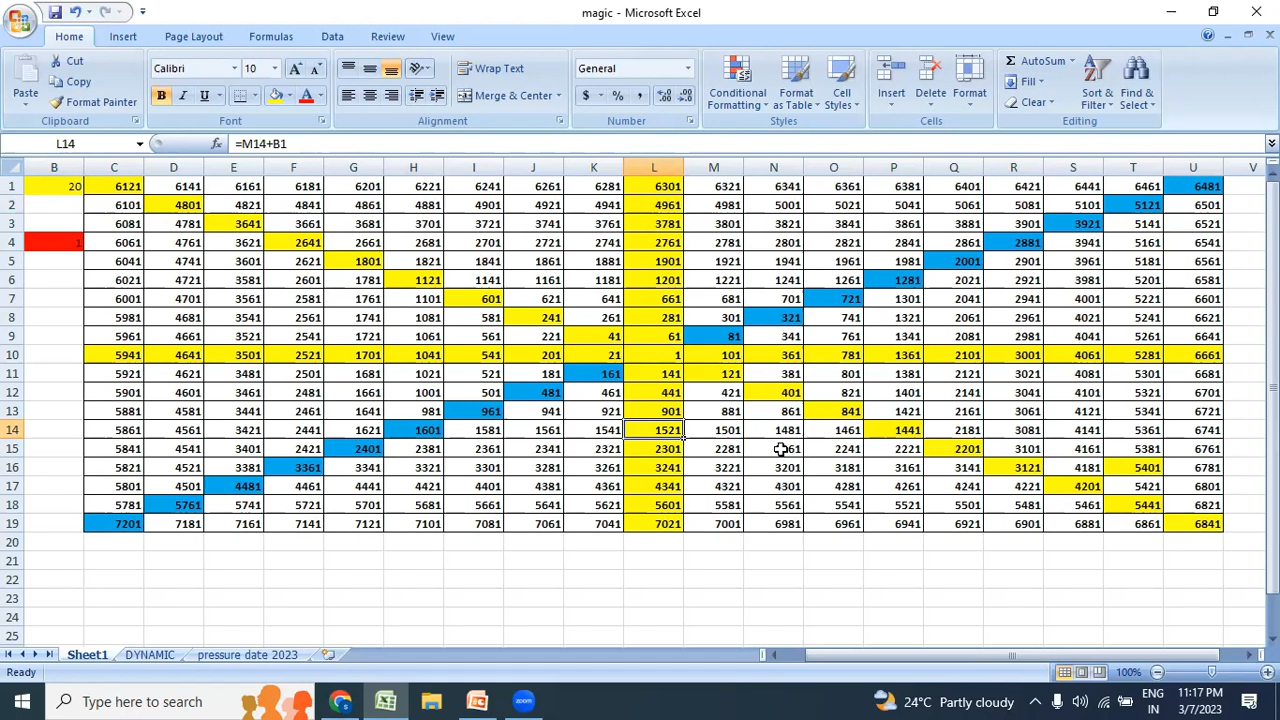 magic - Microsoft Excel
Home Insert Page Layout Formulas Data Review View
Paste
Cut
Copy
Format Painter
Clipboard
Calibri 10
A A
B I U A
Font
Wrap Text
Merge & Center
Alignment
General
$ % ,
Number
Conditional Formatting
Format as Table
Cell Styles
Styles
Insert Delete Format
Cells
Σ AutoSum
Fill
Clear
Sort & Filter
Find & Select
Editing
L14 fx =M14+B1
B C D E F G H I J K L M N O P Q R S T U V
1 20 6121 6141 6161 6181 6201 6221 6241 6261 6281 6301 6321 6341 6361 6381 6401 6421 6441 6461 6481
2 6101 4801 4821 4841 4861 4881 4901 4921 4941 4961 4981 5001 5021 5041 5061 5081 5101 5121 6501
3 6081 4781 3641 3661 3681 3701 3721 3741 3761 3781 3801 3821 3841 3861 3881 3901 3921 5141 6521
4 1 6061 4761 3621 2641 2661 2681 2701 2721 2741 2761 2781 2801 2821 2841 2861 2881 3941 5161 6541
5 6041 4741 3601 2621 1801 1821 1841 1861 1881 1901 1921 1941 1961 1981 2001 2901 3961 5181 6561
6 6021 4721 3581 2601 1781 1121 1141 1161 1181 1201 1221 1241 1261 1281 2021 2921 3981 5201 6581
7 6001 4701 3561 2581 1761 1101 601 621 641 661 681 701 721 1301 2041 2941 4001 5221 6601
8 5981 4681 3541 2561 1741 1081 581 241 261 281 301 321 741 1321 2061 2961 4021 5241 6621
9 5961 4661 3521 2541 1721 1061 561 221 41 61 81 341 761 1341 2081 2981 4041 5261 6641
10 5941 4641 3501 2521 1701 1041 541 201 21 1 101 361 781 1361 2101 3001 4061 5281 6661
11 5921 4621 3481 2501 1681 1021 521 181 161 141 121 381 801 1381 2121 3021 4081 5301 6681
12 5901 4601 3461 2481 1661 1001 501 481 461 441 421 401 821 1401 2141 3041 4101 5321 6701
13 5881 4581 3441 2461 1641 981 961 941 921 901 881 861 841 1421 2161 3061 4121 5341 6721
14 5861 4561 3421 2441 1621 1601 1581 1561 1541 1521 1501 1481 1461 1441 2181 3081 4141 5361 6741
15 5841 4541 3401 2421 2401 2381 2361 2341 2321 2301 2281 2241 2221 2201 3101 4161 5381 6761
16 5821 4521 3381 3361 3341 3321 3301 3281 3261 3241 3221 3201 3181 3161 3141 3121 4181 5401 6781
17 5801 4501 4481 4461 4441 4421 4401 4381 4361 4341 4321 4301 4281 4261 4241 4221 4201 5421 6801
18 5781 5761 5741 5721 5701 5681 5661 5641 5621 5601 5581 5561 5541 5521 5501 5481 5461 5441 6821
19 7201 7181 7161 7141 7121 7101 7081 7061 7041 7021 7001 6981 6961 6941 6921 6901 6881 6861 6841
20
21
22
23
24
25
Sheet1 DYNAMIC pressure date 2023
Ready 100%
Type here to search
24°C Partly cloudy
ENG
IN
11:17 PM
3/7/2023